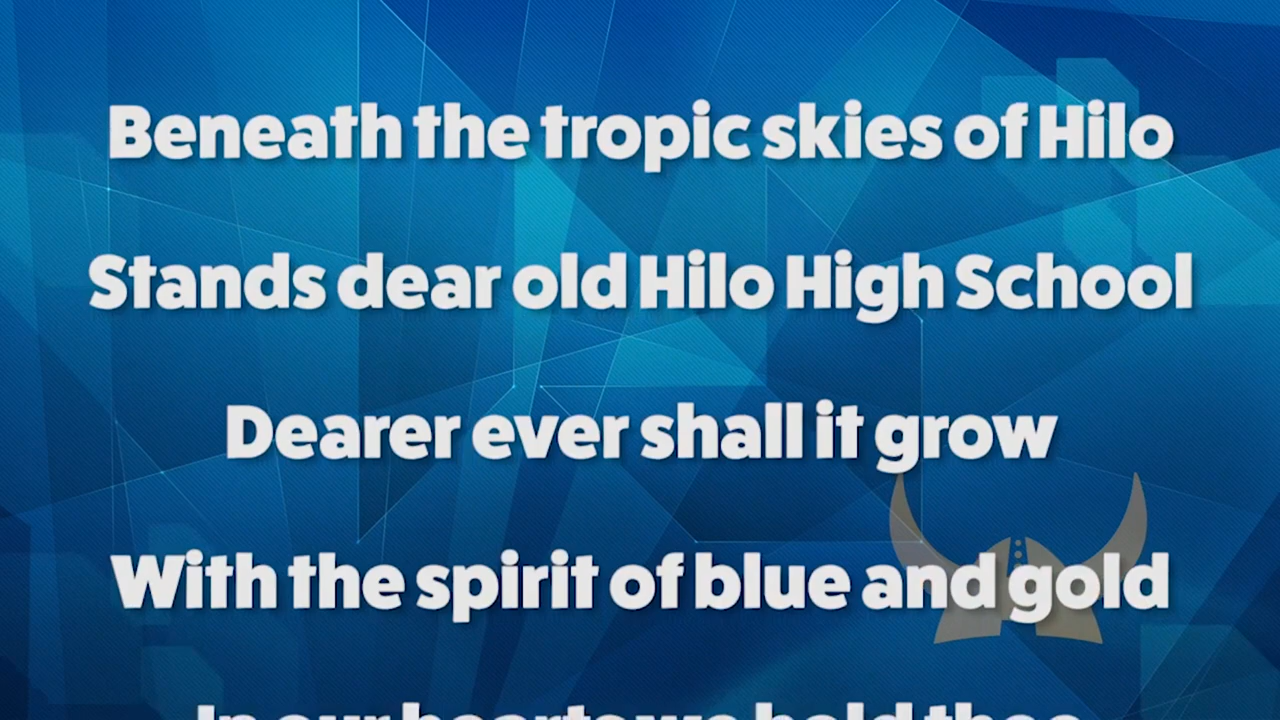 Beneath the tropic skies of Hilo
Stands dear old Hilo High School
Dearer ever shall it grow
With the spirit of blue and gold
In our hearts we hold thee